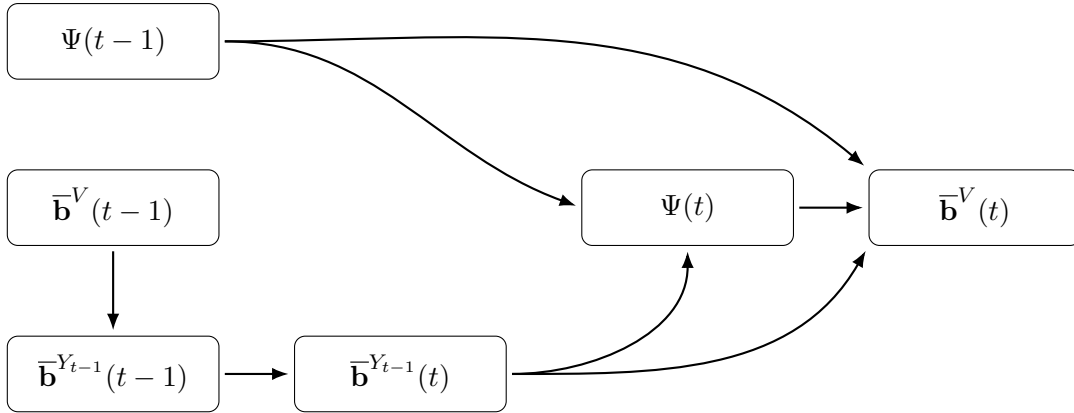 Ψ(t − 1)
b̅^V(t−1)
Ψ(t)
b̅^V(t)
b̅^{Y_{t−1}}(t−1)
b̅^{Y_{t−1}}(t)